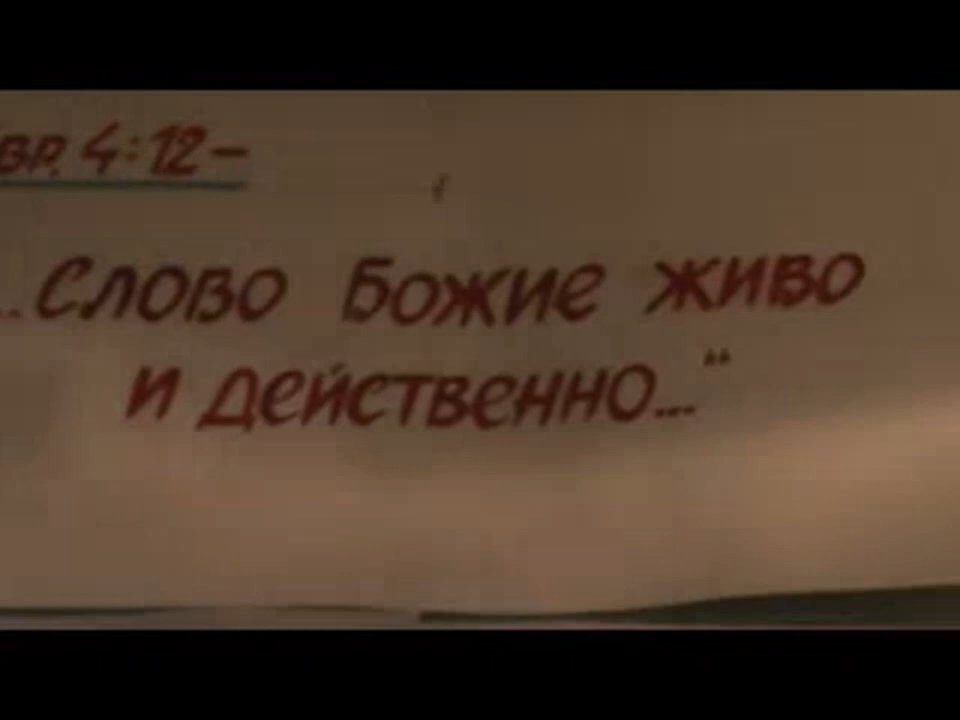 вр. 4:12 –
..Слово Божие живо
и действенно..."